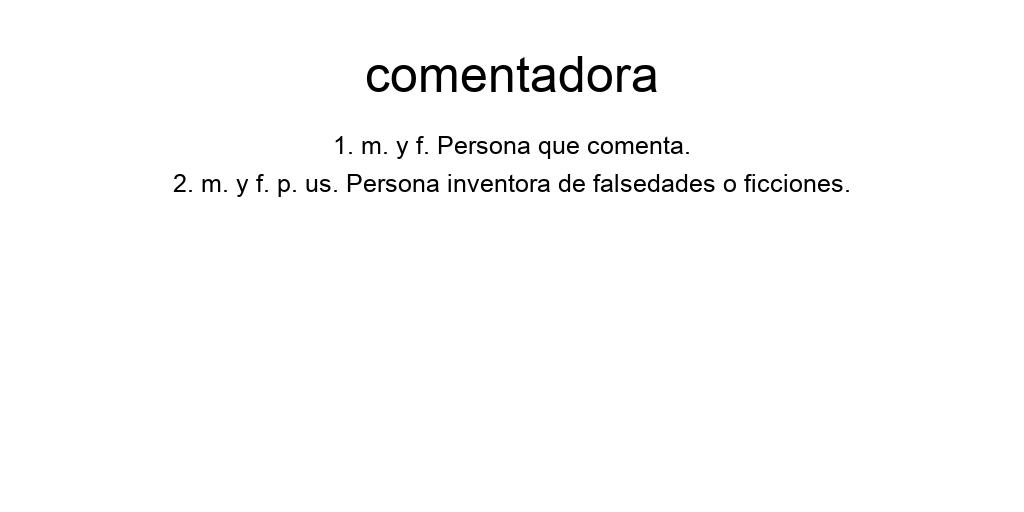 comentadora
1. m. y f. Persona que comenta.
2. m. y f. p. us. Persona inventora de falsedades o ficciones.